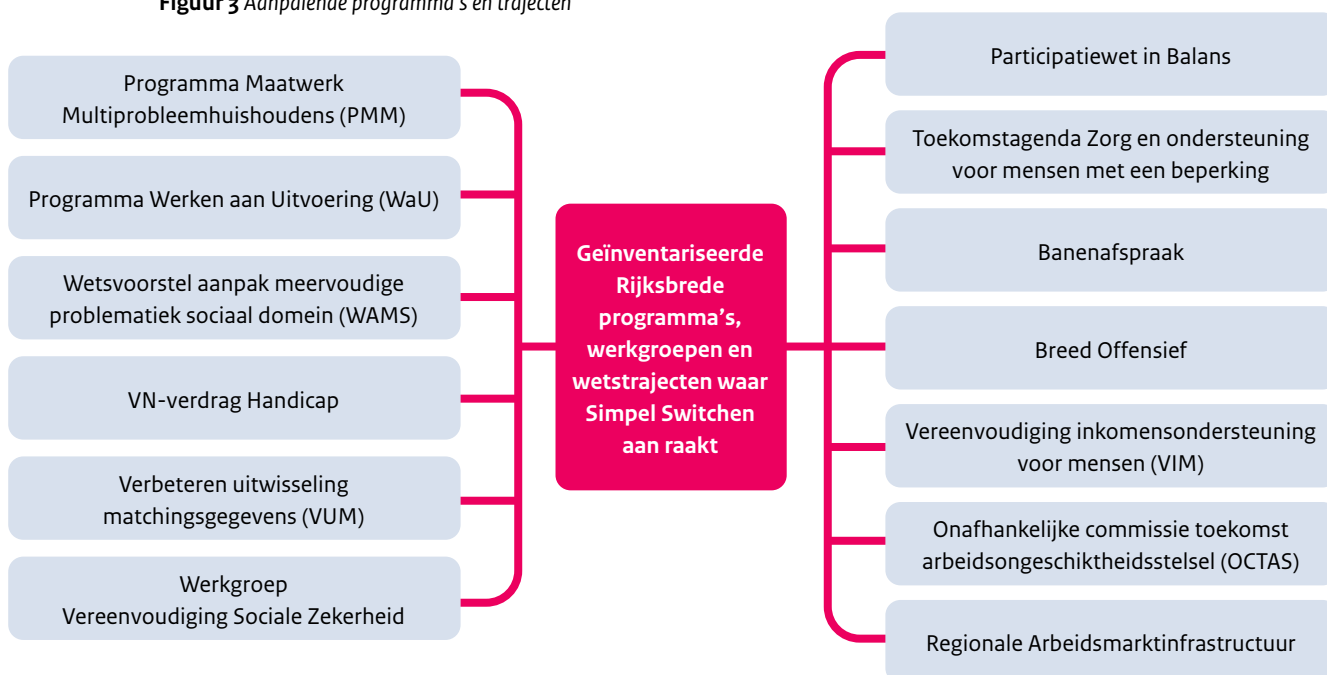 Figuur 3 Aanpalende programma's en trajecten
Programma Maatwerk
Multiprobleemhuishoudens (PMM)
Programma Werken aan Uitvoering (WaU)
Wetsvoorstel aanpak meervoudige
problematiek sociaal domein (WAMS)
VN-verdrag Handicap
Verbeteren uitwisseling
matchingsgegevens (VUM)
Werkgroep
Vereenvoudiging Sociale Zekerheid
Geïnventariseerde
Rijksbrede
programma's,
werkgroepen en
wetstrajecten waar
Simpel Switchen
aan raakt
Participatiewet in Balans
Toekomstagenda Zorg en ondersteuning
voor mensen met een beperking
Banenafspraak
Breed Offensief
Vereenvoudiging inkomensondersteuning
voor mensen (VIM)
Onafhankelijke commissie toekomst
arbeidsongeschiktheidsstelsel (OCTAS)
Regionale Arbeidsmarktinfrastructuur